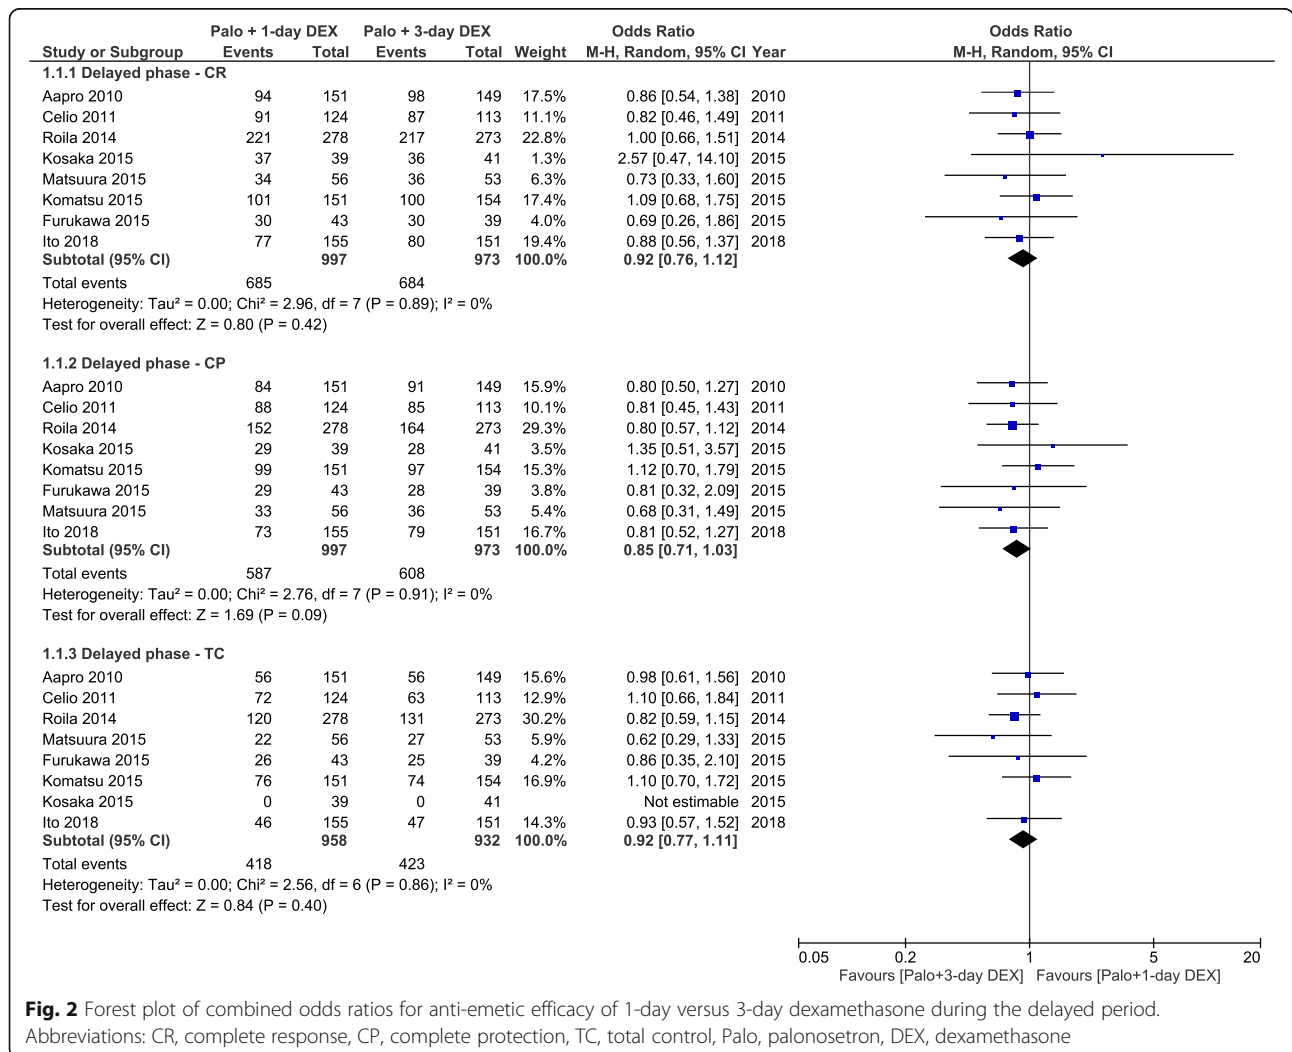 Palo + 1-day DEX Palo + 3-day DEX Odds Ratio Odds Ratio
Study or Subgroup Events Total Events Total Weight M-H, Random, 95% CI Year M-H, Random, 95% CI
1.1.1 Delayed phase - CR
Aapro 2010 94 151 98 149 17.5% 0.86 [0.54, 1.38] 2010
Celio 2011 91 124 87 113 11.1% 0.82 [0.46, 1.49] 2011
Roila 2014 221 278 217 273 22.8% 1.00 [0.66, 1.51] 2014
Kosaka 2015 37 39 36 41 1.3% 2.57 [0.47, 14.10] 2015
Matsuura 2015 34 56 36 53 6.3% 0.73 [0.33, 1.60] 2015
Komatsu 2015 101 151 100 154 17.4% 1.09 [0.68, 1.75] 2015
Furukawa 2015 30 43 30 39 4.0% 0.69 [0.26, 1.86] 2015
Ito 2018 77 155 80 151 19.4% 0.88 [0.56, 1.37] 2018
Subtotal (95% CI) 997 973 100.0% 0.92 [0.76, 1.12]
Total events 685 684
Heterogeneity: Tau² = 0.00; Chi² = 2.96, df = 7 (P = 0.89); I² = 0%
Test for overall effect: Z = 0.80 (P = 0.42)
1.1.2 Delayed phase - CP
Aapro 2010 84 151 91 149 15.9% 0.80 [0.50, 1.27] 2010
Celio 2011 88 124 85 113 10.1% 0.81 [0.45, 1.43] 2011
Roila 2014 152 278 164 273 29.3% 0.80 [0.57, 1.12] 2014
Kosaka 2015 29 39 28 41 3.5% 1.35 [0.51, 3.57] 2015
Komatsu 2015 99 151 97 154 15.3% 1.12 [0.70, 1.79] 2015
Furukawa 2015 29 43 28 39 3.8% 0.81 [0.32, 2.09] 2015
Matsuura 2015 33 56 36 53 5.4% 0.68 [0.31, 1.49] 2015
Ito 2018 73 155 79 151 16.7% 0.81 [0.52, 1.27] 2018
Subtotal (95% CI) 997 973 100.0% 0.85 [0.71, 1.03]
Total events 587 608
Heterogeneity: Tau² = 0.00; Chi² = 2.76, df = 7 (P = 0.91); I² = 0%
Test for overall effect: Z = 1.69 (P = 0.09)
1.1.3 Delayed phase - TC
Aapro 2010 56 151 56 149 15.6% 0.98 [0.61, 1.56] 2010
Celio 2011 72 124 63 113 12.9% 1.10 [0.66, 1.84] 2011
Roila 2014 120 278 131 273 30.2% 0.82 [0.59, 1.15] 2014
Matsuura 2015 22 56 27 53 5.9% 0.62 [0.29, 1.33] 2015
Furukawa 2015 26 43 25 39 4.2% 0.86 [0.35, 2.10] 2015
Komatsu 2015 76 151 74 154 16.9% 1.10 [0.70, 1.72] 2015
Kosaka 2015 0 39 0 41 Not estimable 2015
Ito 2018 46 155 47 151 14.3% 0.93 [0.57, 1.52] 2018
Subtotal (95% CI) 958 932 100.0% 0.92 [0.77, 1.11]
Total events 418 423
Heterogeneity: Tau² = 0.00; Chi² = 2.56, df = 6 (P = 0.86); I² = 0%
Test for overall effect: Z = 0.84 (P = 0.40)
0.05 0.2 1 5 20
Favours [Palo+3-day DEX] Favours [Palo+1-day DEX]
Fig. 2 Forest plot of combined odds ratios for anti-emetic efficacy of 1-day versus 3-day dexamethasone during the delayed period.
Abbreviations: CR, complete response, CP, complete protection, TC, total control, Palo, palonosetron, DEX, dexamethasone